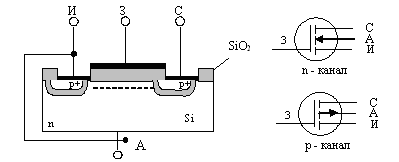 И З С
SiO2
p+ p+
n Si
А
С
З А
И
n - канал
С
З А
И
p - канал